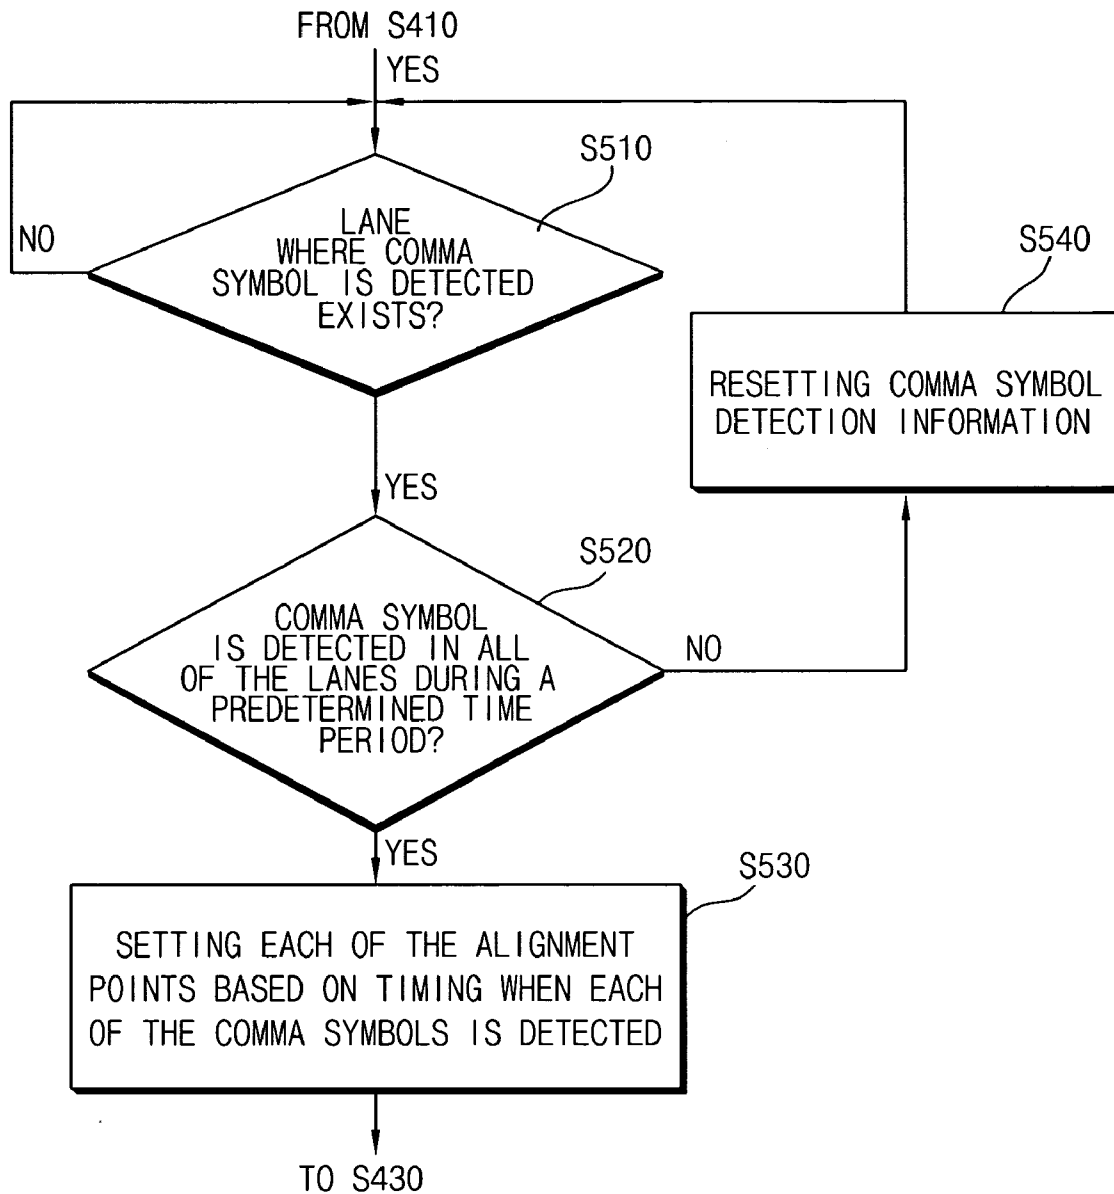 FROM S410
YES
S510
LANE
WHERE COMMA
SYMBOL IS DETECTED
EXISTS?
NO
S540
RESETTING COMMA SYMBOL
DETECTION INFORMATION
YES
S520
COMMA SYMBOL
IS DETECTED IN ALL
OF THE LANES DURING A
PREDETERMINED TIME
PERIOD?
NO
YES
S530
SETTING EACH OF THE ALIGNMENT
POINTS BASED ON TIMING WHEN EACH
OF THE COMMA SYMBOLS IS DETECTED
TO S430